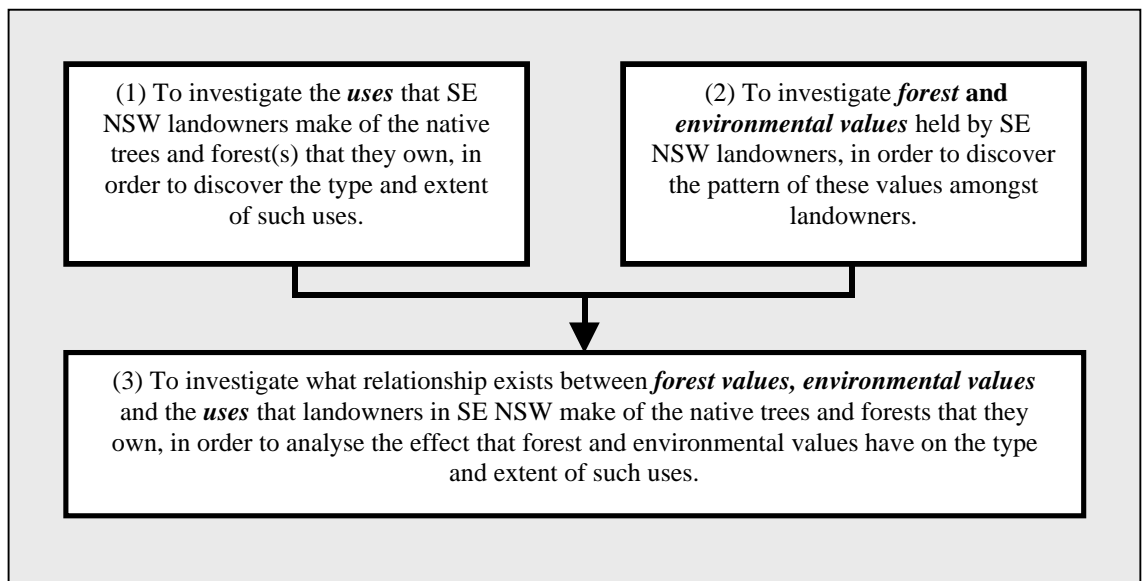 (1) To investigate the uses that SE
NSW landowners make of the native
trees and forest(s) that they own, in
order to discover the type and extent
of such uses.
(2) To investigate forest and
environmental values held by SE
NSW landowners, in order to discover
the pattern of these values amongst
landowners.
(3) To investigate what relationship exists between forest values, environmental values
and the uses that landowners in SE NSW make of the native trees and forests that they
own, in order to analyse the effect that forest and environmental values have on the type
and extent of such uses.